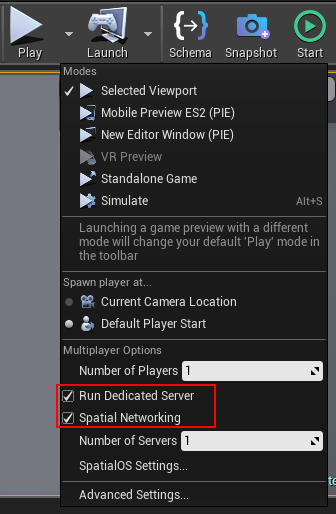 Play
Launch
Schema
Snapshot
Start
Modes
Selected Viewport
Mobile Preview ES2 (PIE)
New Editor Window (PIE)
VR Preview
Standalone Game
Simulate Alt+S
Launching a game preview with a different
mode will change your default 'Play' mode in
the toolbar
Spawn player at...
Current Camera Location
Default Player Start
Multiplayer Options
Number of Players 1
Run Dedicated Server
Spatial Networking
Number of Servers 1
SpatialOS Settings...
Advanced Settings...